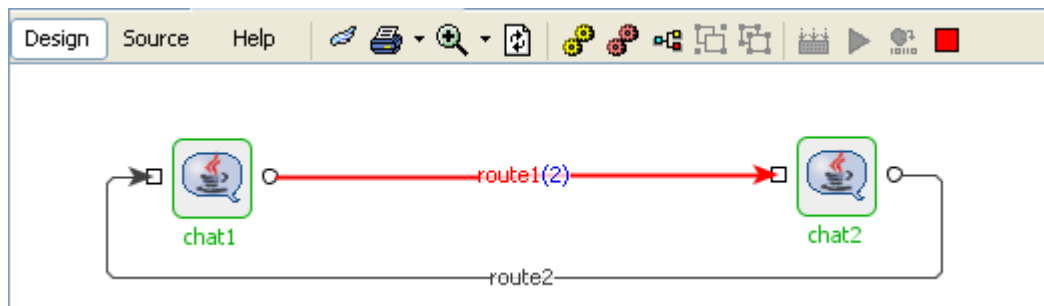 Design Source Help
route1(2)
chat1
chat2
route2